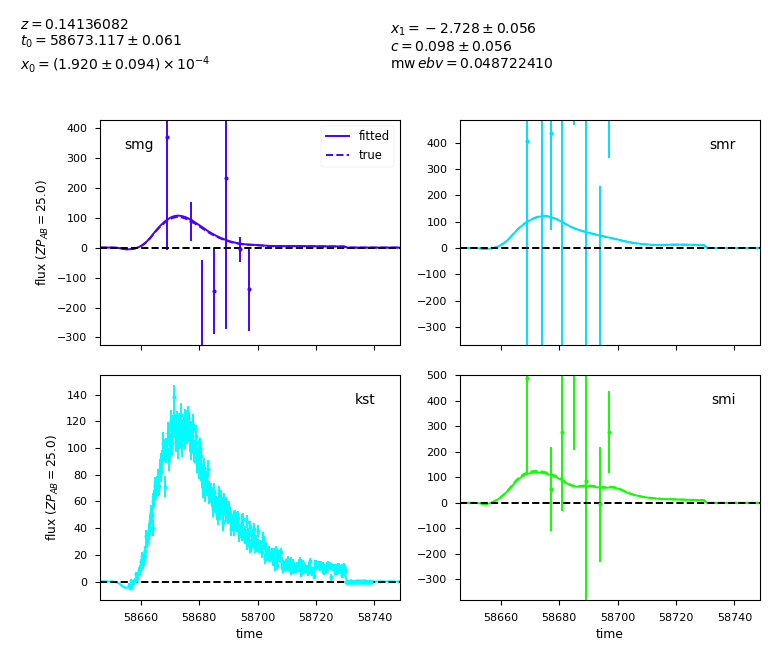 z = 0.14136082
t₀ = 58673.117 ± 0.061
x₀ = (1.920 ± 0.094) × 10⁻⁴
x₁ = −2.728 ± 0.056
c = 0.098 ± 0.056
mw ebv = 0.048722410
smg
fitted
true
400
300
200
100
0
−100
−200
−300
flux (ZP_AB = 25.0)
smr
400
300
200
100
0
−100
−200
−300
kst
140
120
100
80
60
40
20
0
flux (ZP_AB = 25.0)
58660 58680 58700 58720 58740
time
smi
500
400
300
200
100
0
−100
−200
−300
58660 58680 58700 58720 58740
time